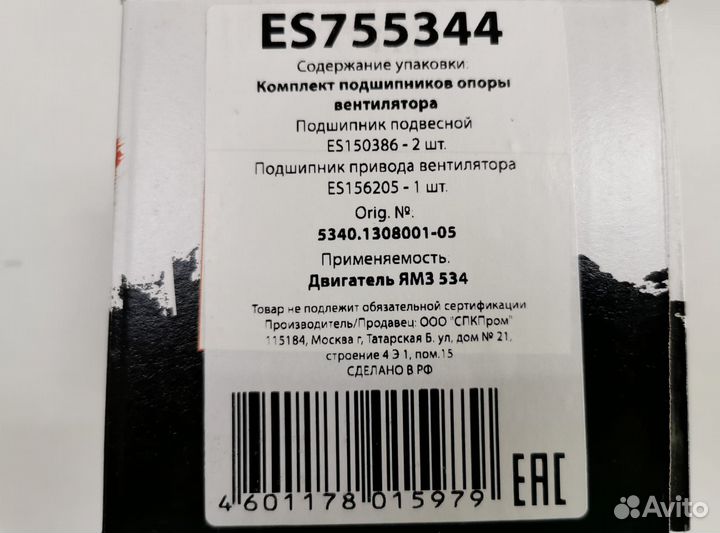 ES755344
Содержание упаковки:
Комплект подшипников опоры
вентилятора
Подшипник подвесной
ES150386 - 2 шт.
Подшипник привода вентилятора
ES156205 - 1 шт.
Orig. №.
5340.1308001-05
Применяемость:
Двигатель ЯМЗ 534
Товар не подлежит обязательной сертификации
Производитель/Продавец: ООО "СПКПром"
115184, Москва г, Татарская Б. ул, дом № 21,
строение 4 Э 1, пом.15
СДЕЛАНО В РФ
4 601178 015979
EAC
Avito